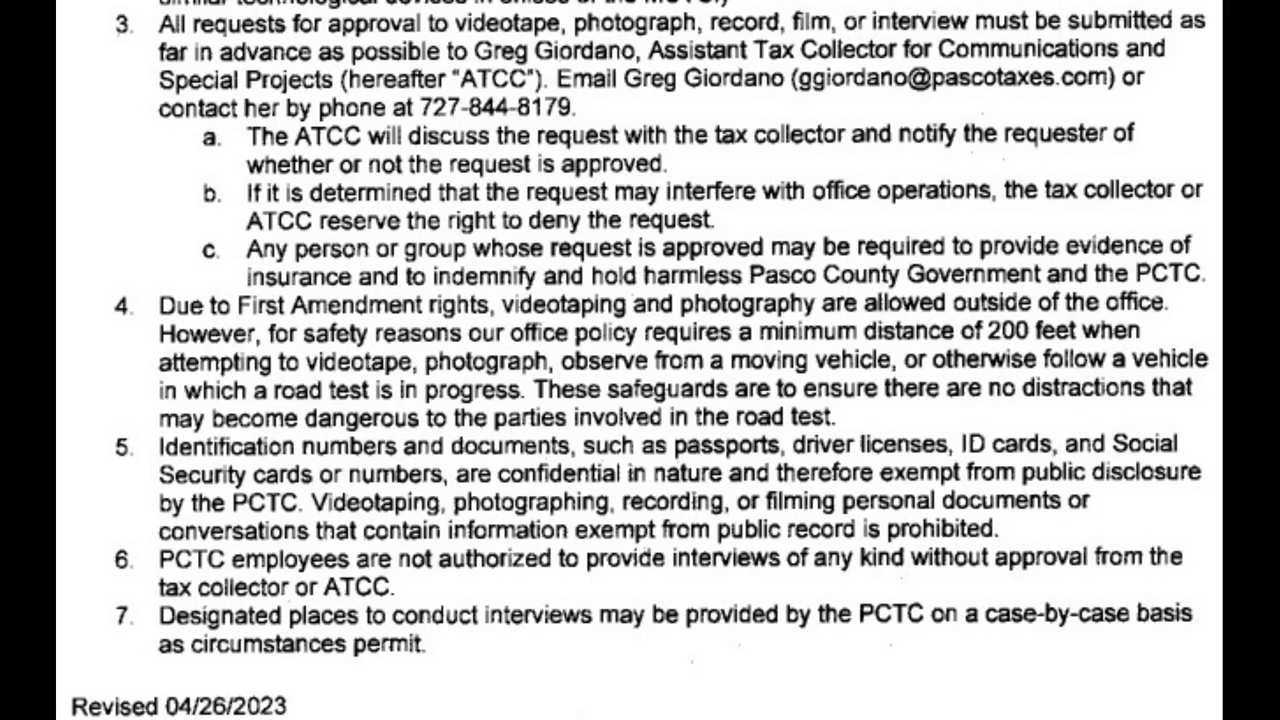 3. All requests for approval to videotape, photograph, record, film, or interview must be submitted as
far in advance as possible to Greg Giordano, Assistant Tax Collector for Communications and
Special Projects (hereafter "ATCC"). Email Greg Giordano (ggiordano@pascotaxes.com) or
contact her by phone at 727-844-8179.
a. The ATCC will discuss the request with the tax collector and notify the requester of
whether or not the request is approved.
b. If it is determined that the request may interfere with office operations, the tax collector or
ATCC reserve the right to deny the request.
c. Any person or group whose request is approved may be required to provide evidence of
insurance and to indemnify and hold harmless Pasco County Government and the PCTC.
4. Due to First Amendment rights, videotaping and photography are allowed outside of the office.
However, for safety reasons our office policy requires a minimum distance of 200 feet when
attempting to videotape, photograph, observe from a moving vehicle, or otherwise follow a vehicle
in which a road test is in progress. These safeguards are to ensure there are no distractions that
may become dangerous to the parties involved in the road test.
5. Identification numbers and documents, such as passports, driver licenses, ID cards, and Social
Security cards or numbers, are confidential in nature and therefore exempt from public disclosure
by the PCTC. Videotaping, photographing, recording, or filming personal documents or
conversations that contain information exempt from public record is prohibited.
6. PCTC employees are not authorized to provide interviews of any kind without approval from the
tax collector or ATCC.
7. Designated places to conduct interviews may be provided by the PCTC on a case-by-case basis
as circumstances permit.
Revised 04/26/2023